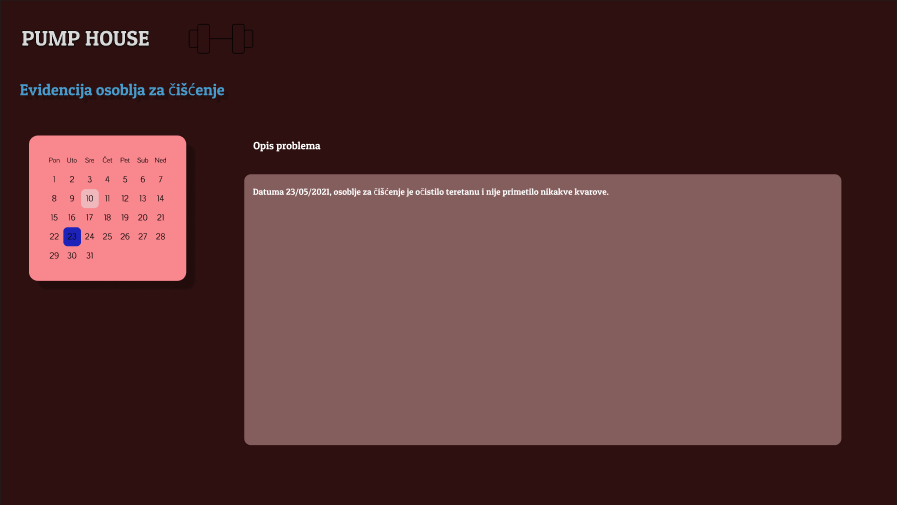 PUMP HOUSE
Evidencija osoblja za čišćenje
Pon Uto Sre Čet Pet Sub Ned
1 2 3 4 5 6 7
8 9 10 11 12 13 14
15 16 17 18 19 20 21
22 23 24 25 26 27 28
29 30 31
Opis problema
Datuma 23/05/2021, osoblje za čišćenje je očistilo teretanu i nije primetilo nikakve kvarove.